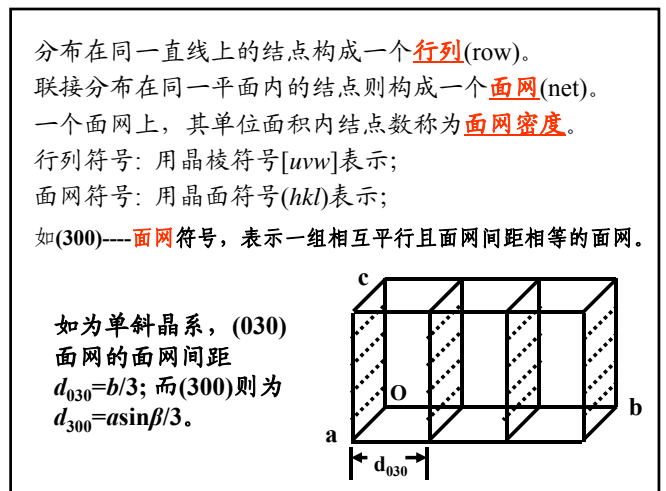 分布在同一直线上的结点构成一个行列(row)。
联接分布在同一平面内的结点则构成一个面网(net)。
一个面网上，其单位面积内结点数称为面网密度。
行列符号: 用晶棱符号[uvw]表示;
面网符号: 用晶面符号(hkl)表示;
如(300)----面网符号，表示一组相互平行且面网间距相等的面网。
如为单斜晶系，(030)
面网的面网间距
d₀₃₀=b/3; 而(300)则为
d₃₀₀=asinβ/3。
c
O
b
a
d₀₃₀